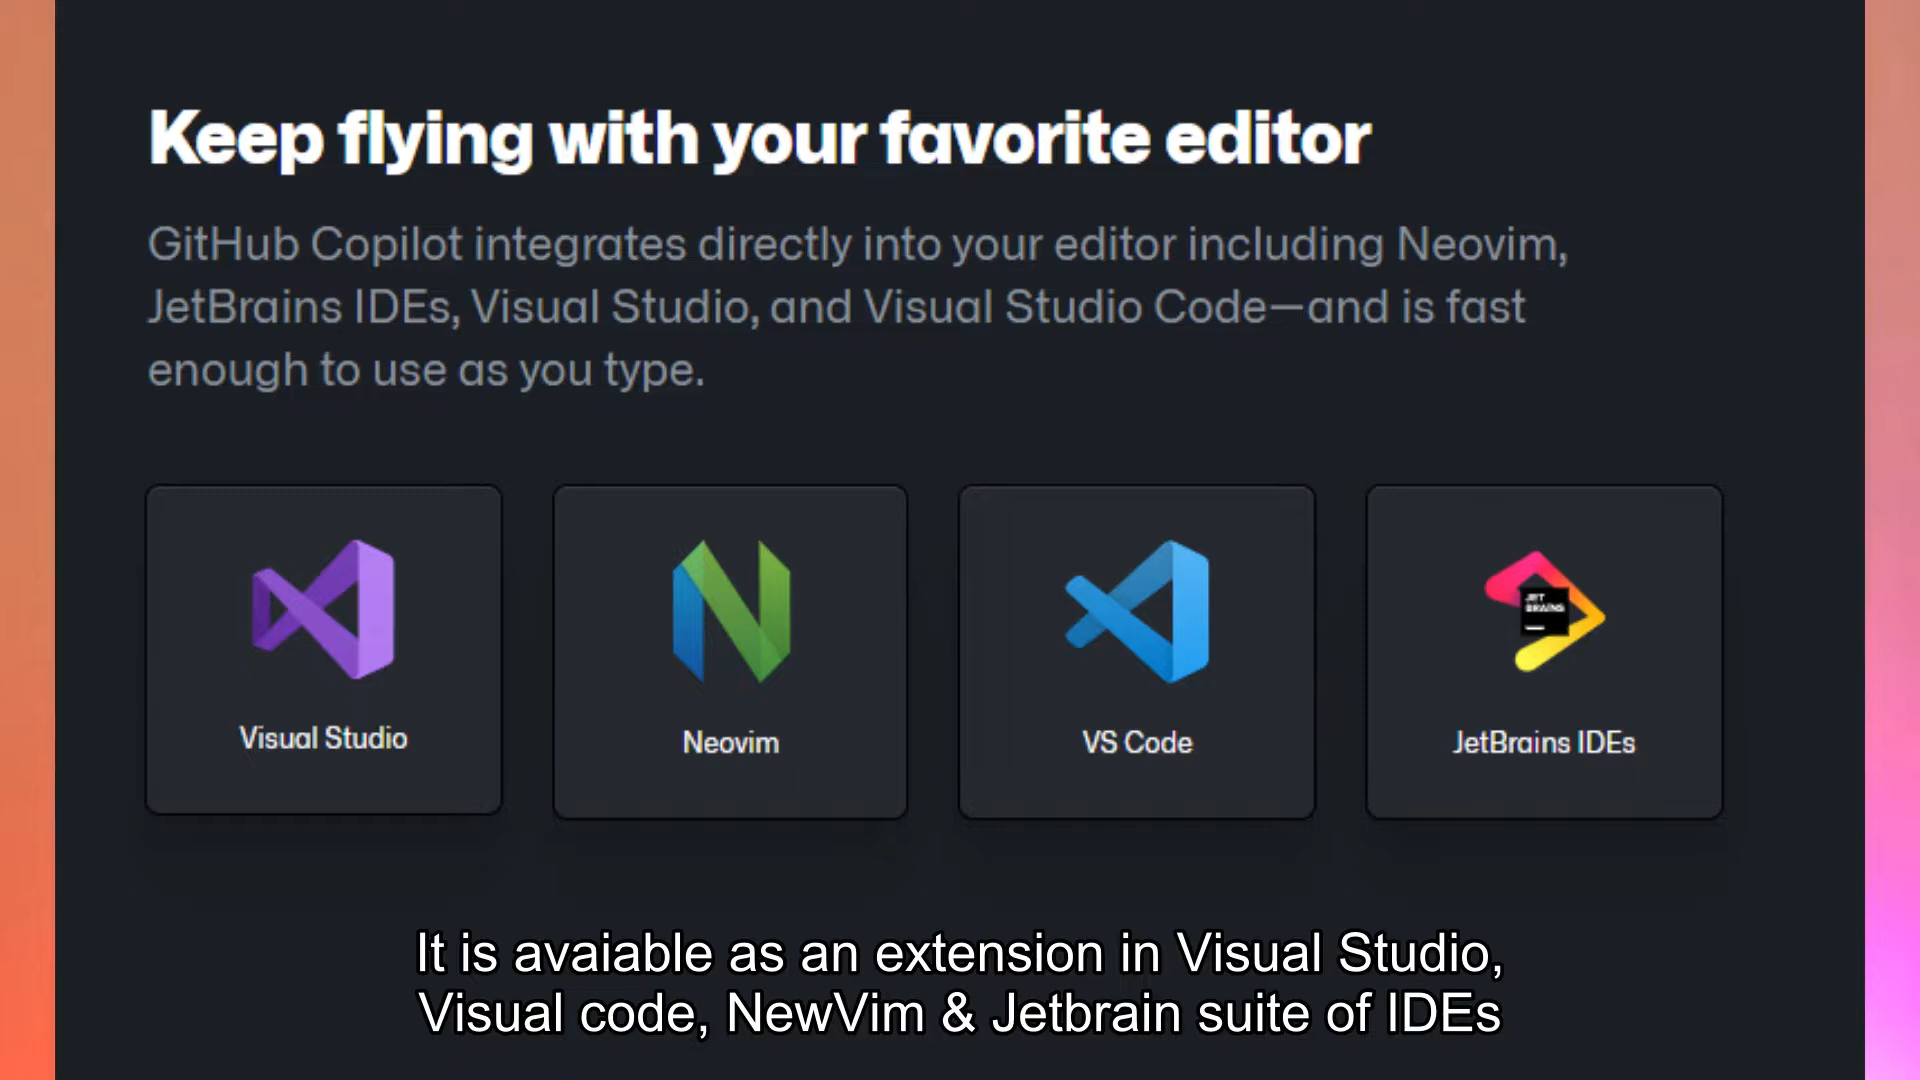 Keep flying with your favorite editor
GitHub Copilot integrates directly into your editor including Neovim,
JetBrains IDEs, Visual Studio, and Visual Studio Code—and is fast
enough to use as you type.
JET
BRAINS
Visual Studio
Neovim
VS Code
JetBrains IDEs
It is avaiable as an extension in Visual Studio,
Visual code, NewVim & Jetbrain suite of IDEs